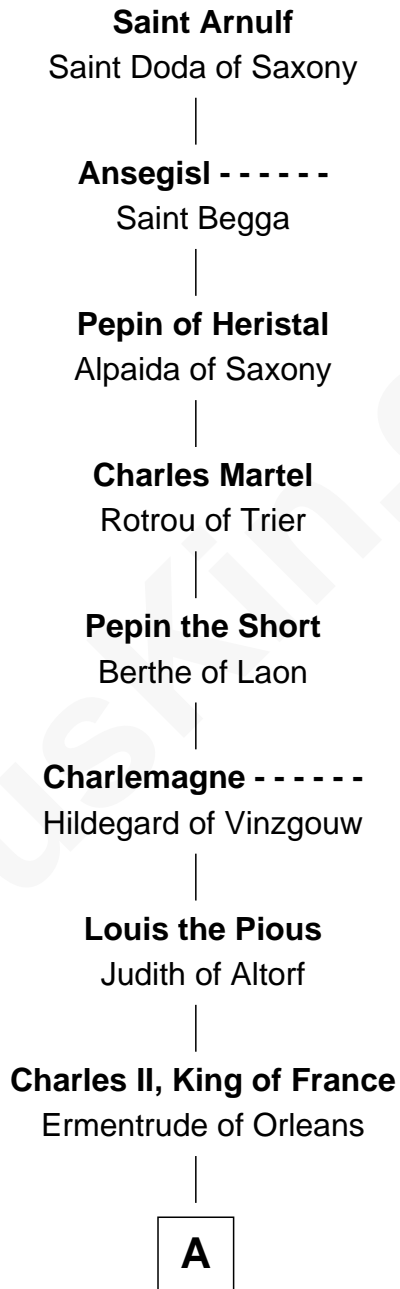 Saint Arnulf
Saint Doda of Saxony
Ansegisl - - - - - -
Saint Begga
Pepin of Heristal
Alpaida of Saxony
Charles Martel
Rotrou of Trier
Pepin the Short
Berthe of Laon
Charlemagne - - - - - -
Hildegard of Vinzgouw
Louis the Pious
Judith of Altorf
Charles II, King of France
Ermentrude of Orleans
A